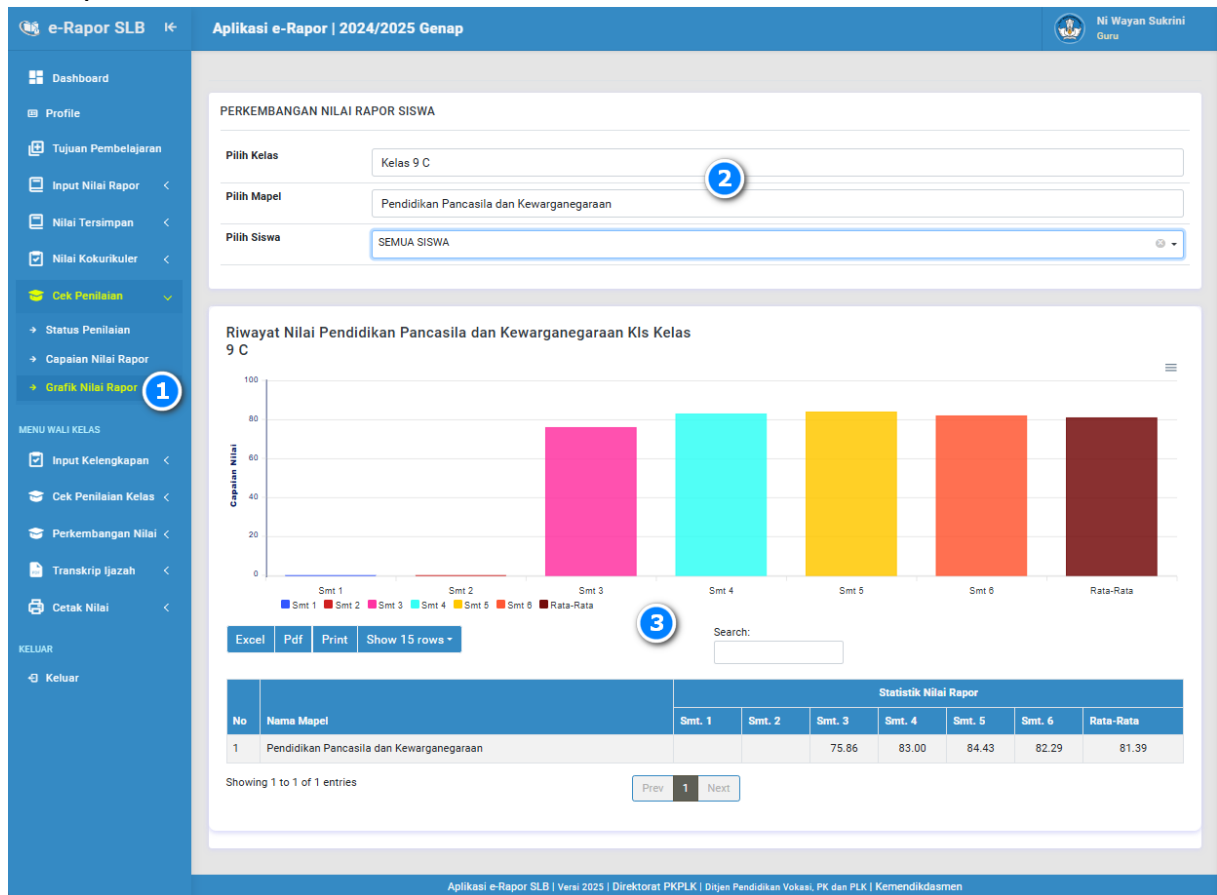 e-Rapor SLB
Aplikasi e-Rapor | 2024/2025 Genap
Ni Wayan Sukrini
Guru
Dashboard
Profile
Tujuan Pembelajaran
Input Nilai Rapor
Nilai Tersimpan
Nilai Kokurikuler
Cek Penilaian
Status Penilaian
Capaian Nilai Rapor
Grafik Nilai Rapor
1
MENU WALI KELAS
Input Kelengkapan
Cek Penilaian Kelas
Perkembangan Nilai
Transkrip Ijazah
Cetak Nilai
KELUAR
Keluar
PERKEMBANGAN NILAI RAPOR SISWA
Pilih Kelas
Kelas 9 C
2
Pilih Mapel
Pendidikan Pancasila dan Kewarganegaraan
Pilih Siswa
SEMUA SISWA
Riwayat Nilai Pendidikan Pancasila dan Kewarganegaraan Kls Kelas
9 C
Capaian Nilai
100
80
60
40
20
0
Smt 1 Smt 2 Smt 3 Smt 4 Smt 5 Smt 6 Rata-Rata
Smt 1 Smt 2 Smt 3 Smt 4 Smt 5 Smt 6 Rata-Rata
3
Excel Pdf Print Show 15 rows
Search:
Statistik Nilai Rapor
No Nama Mapel Smt. 1 Smt. 2 Smt. 3 Smt. 4 Smt. 5 Smt. 6 Rata-Rata
1 Pendidikan Pancasila dan Kewarganegaraan 75.86 83.00 84.43 82.29 81.39
Showing 1 to 1 of 1 entries
Prev 1 Next
Aplikasi e-Rapor SLB | Versi 2025 | Direktorat PKPLK | Ditjen Pendidikan Vokasi, PK dan PLK | Kemendikdasmen